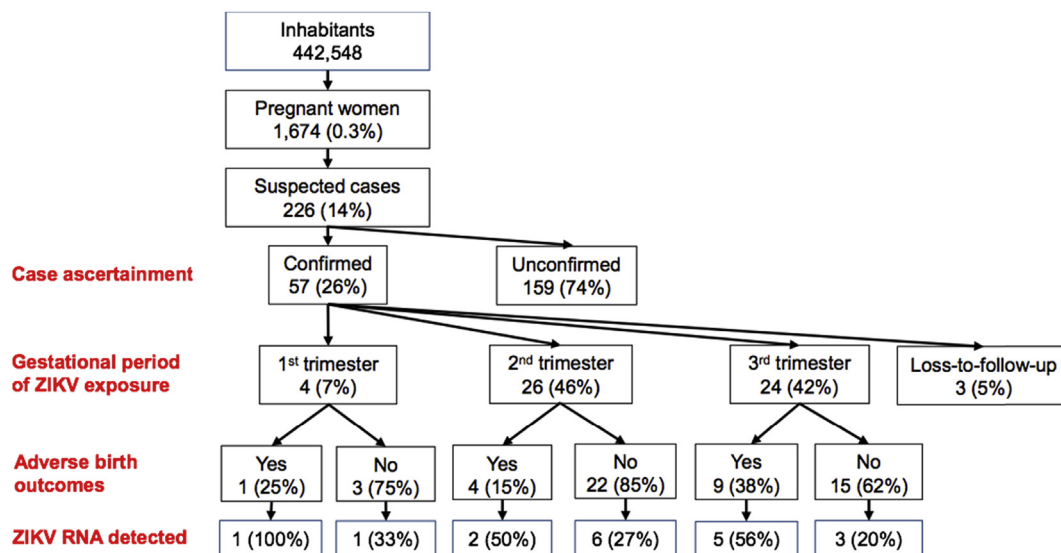 Inhabitants
442,548
Pregnant women
1,674 (0.3%)
Suspected cases
226 (14%)
Case ascertainment
Confirmed
57 (26%)
Unconfirmed
159 (74%)
Gestational period
of ZIKV exposure
1st trimester
4 (7%)
2nd trimester
26 (46%)
3rd trimester
24 (42%)
Loss-to-follow-up
3 (5%)
Adverse birth
outcomes
Yes
1 (25%)
No
3 (75%)
Yes
4 (15%)
No
22 (85%)
Yes
9 (38%)
No
15 (62%)
ZIKV RNA detected
1 (100%)
1 (33%)
2 (50%)
6 (27%)
5 (56%)
3 (20%)